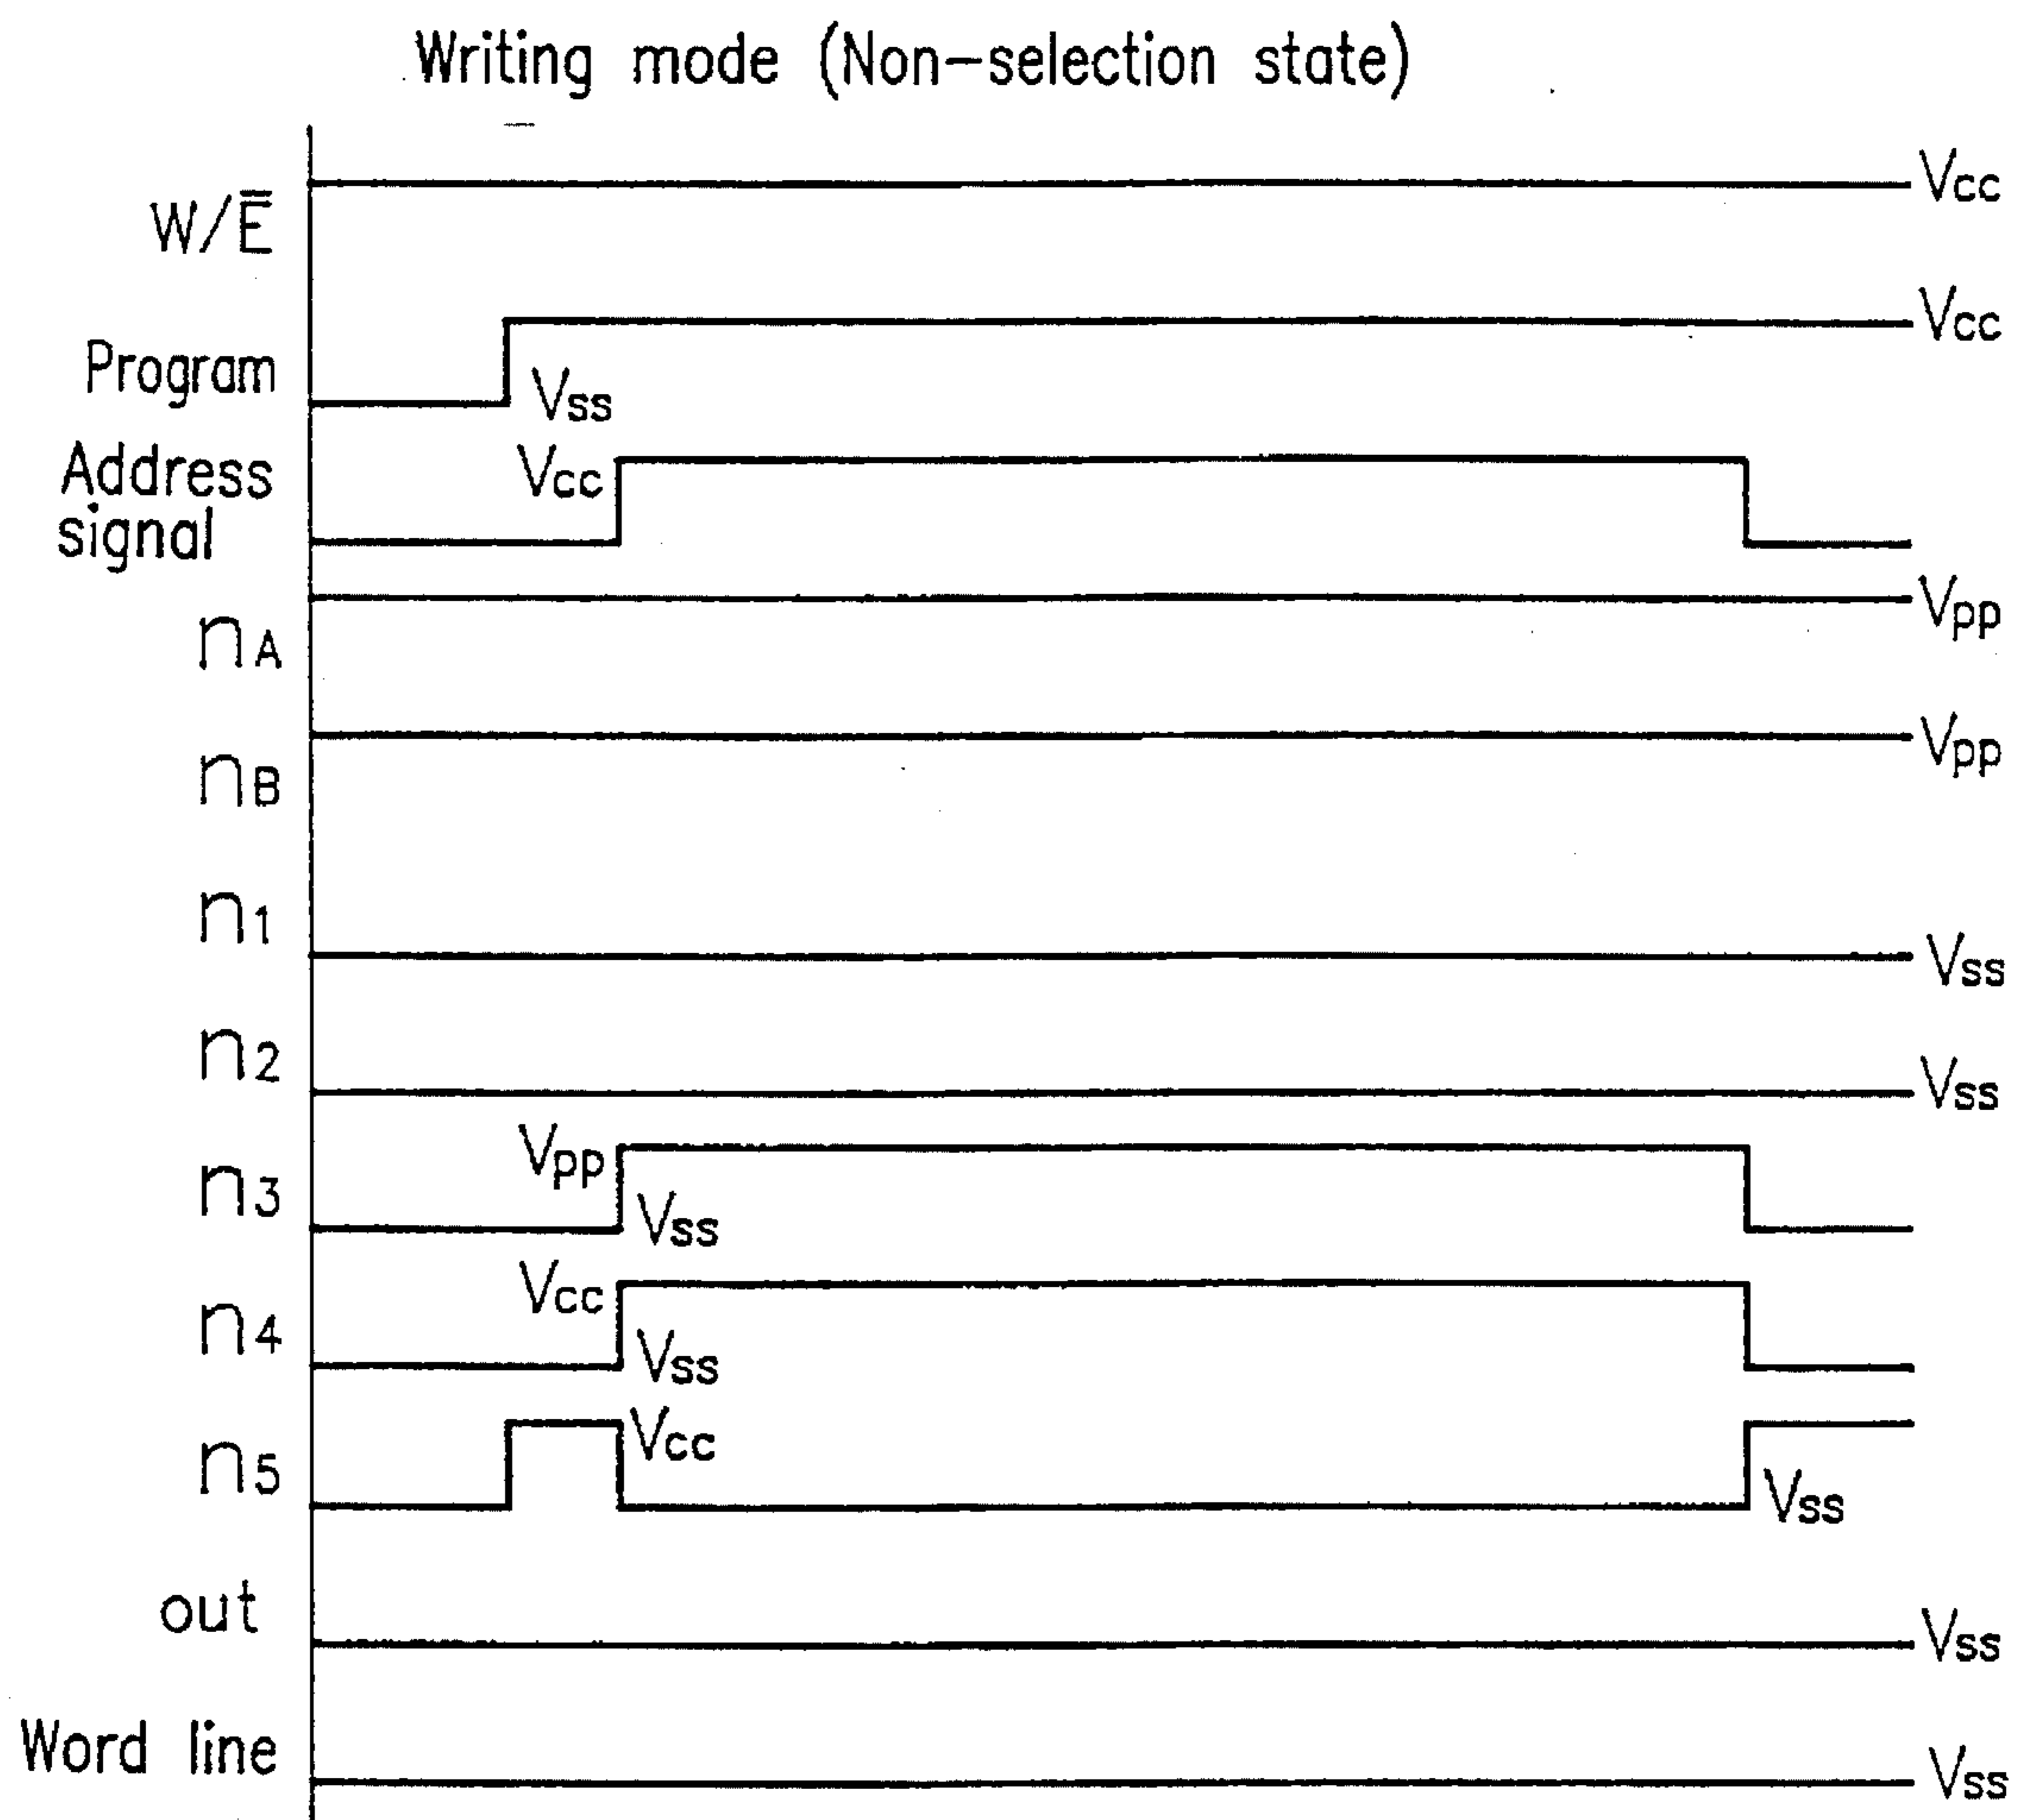 Writing mode (Non-selection state)
W/E̅ Vcc
Program Vss Vcc
Address signal Vcc
nA Vpp
nB Vpp
n1 Vss
n2 Vss
n3 Vpp Vss
n4 Vcc Vss
n5 Vcc Vss
out Vss
Word line Vss